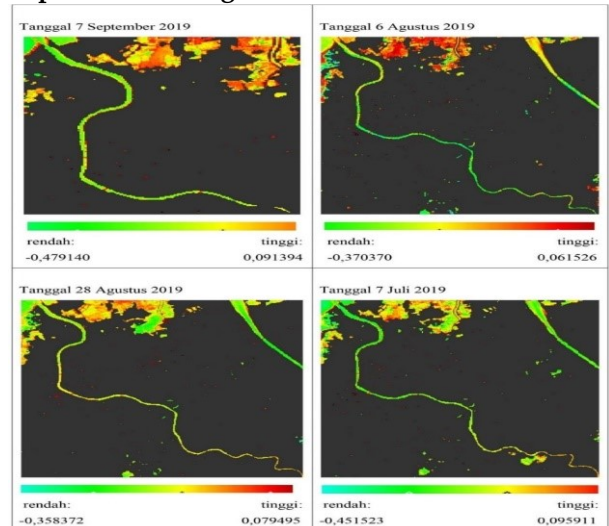 Tanggal 7 September 2019
rendah: tinggi:
-0,479140 0,091394
Tanggal 6 Agustus 2019
rendah: tinggi:
-0,370370 0,061526
Tanggal 28 Agustus 2019
rendah: tinggi:
-0,358372 0,079495
Tanggal 7 Juli 2019
rendah: tinggi:
-0,451523 0,095911